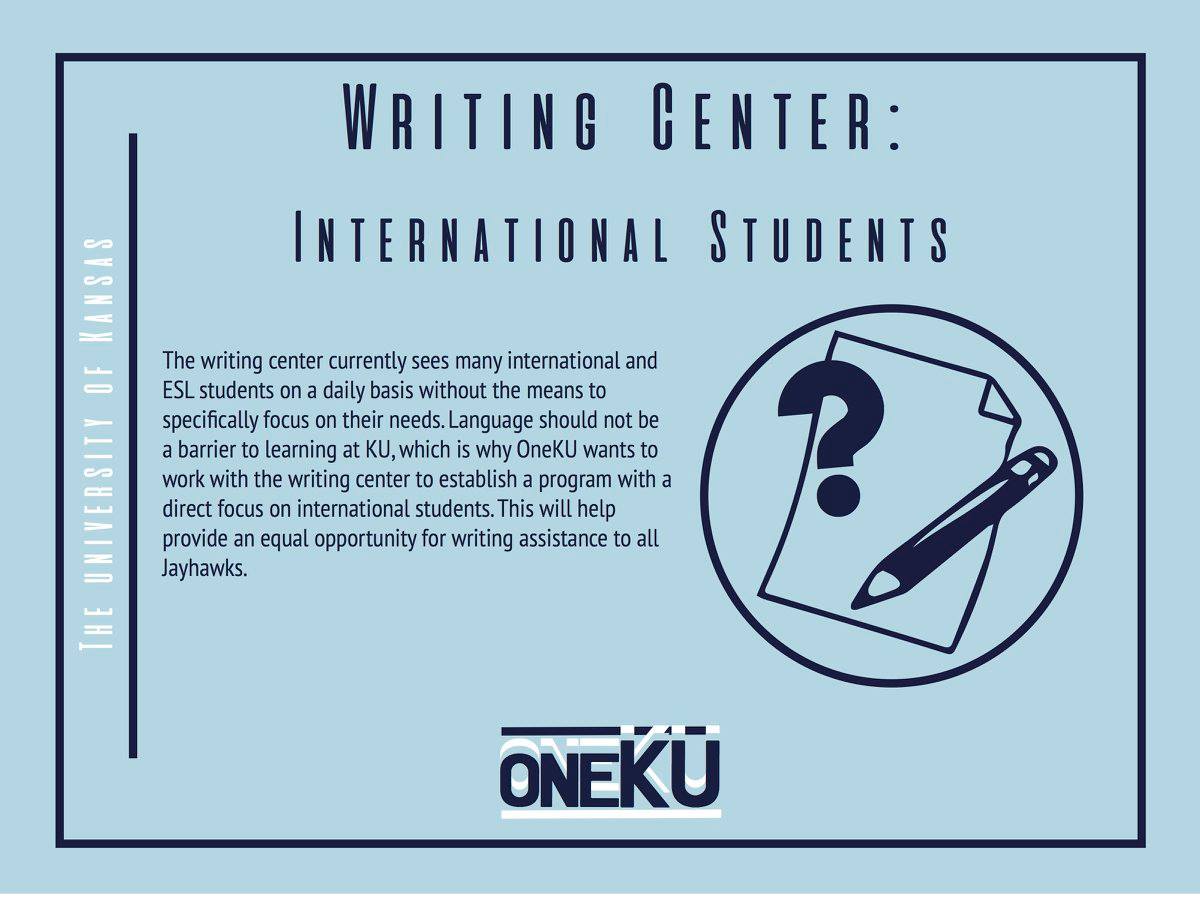 Writing Center:
International Students
The University of Kansas
The writing center currently sees many international and
ESL students on a daily basis without the means to
specifically focus on their needs. Language should not be
a barrier to learning at KU, which is why OneKU wants to
work with the writing center to establish a program with a
direct focus on international students. This will help
provide an equal opportunity for writing assistance to all
Jayhawks.
?
ONEKU